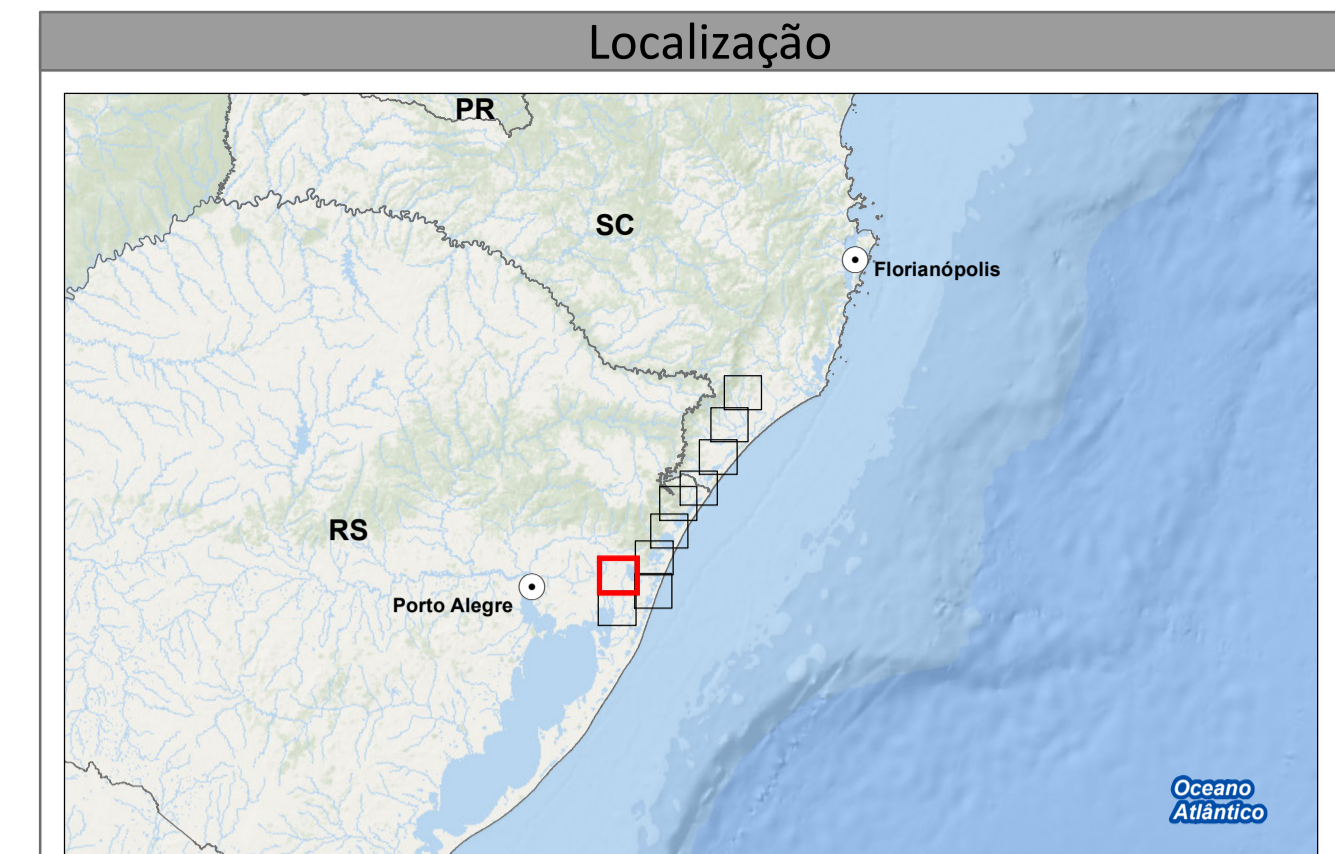 Localização
PR
SC
Florianópolis
RS
Porto Alegre
Oceano
Atlântico